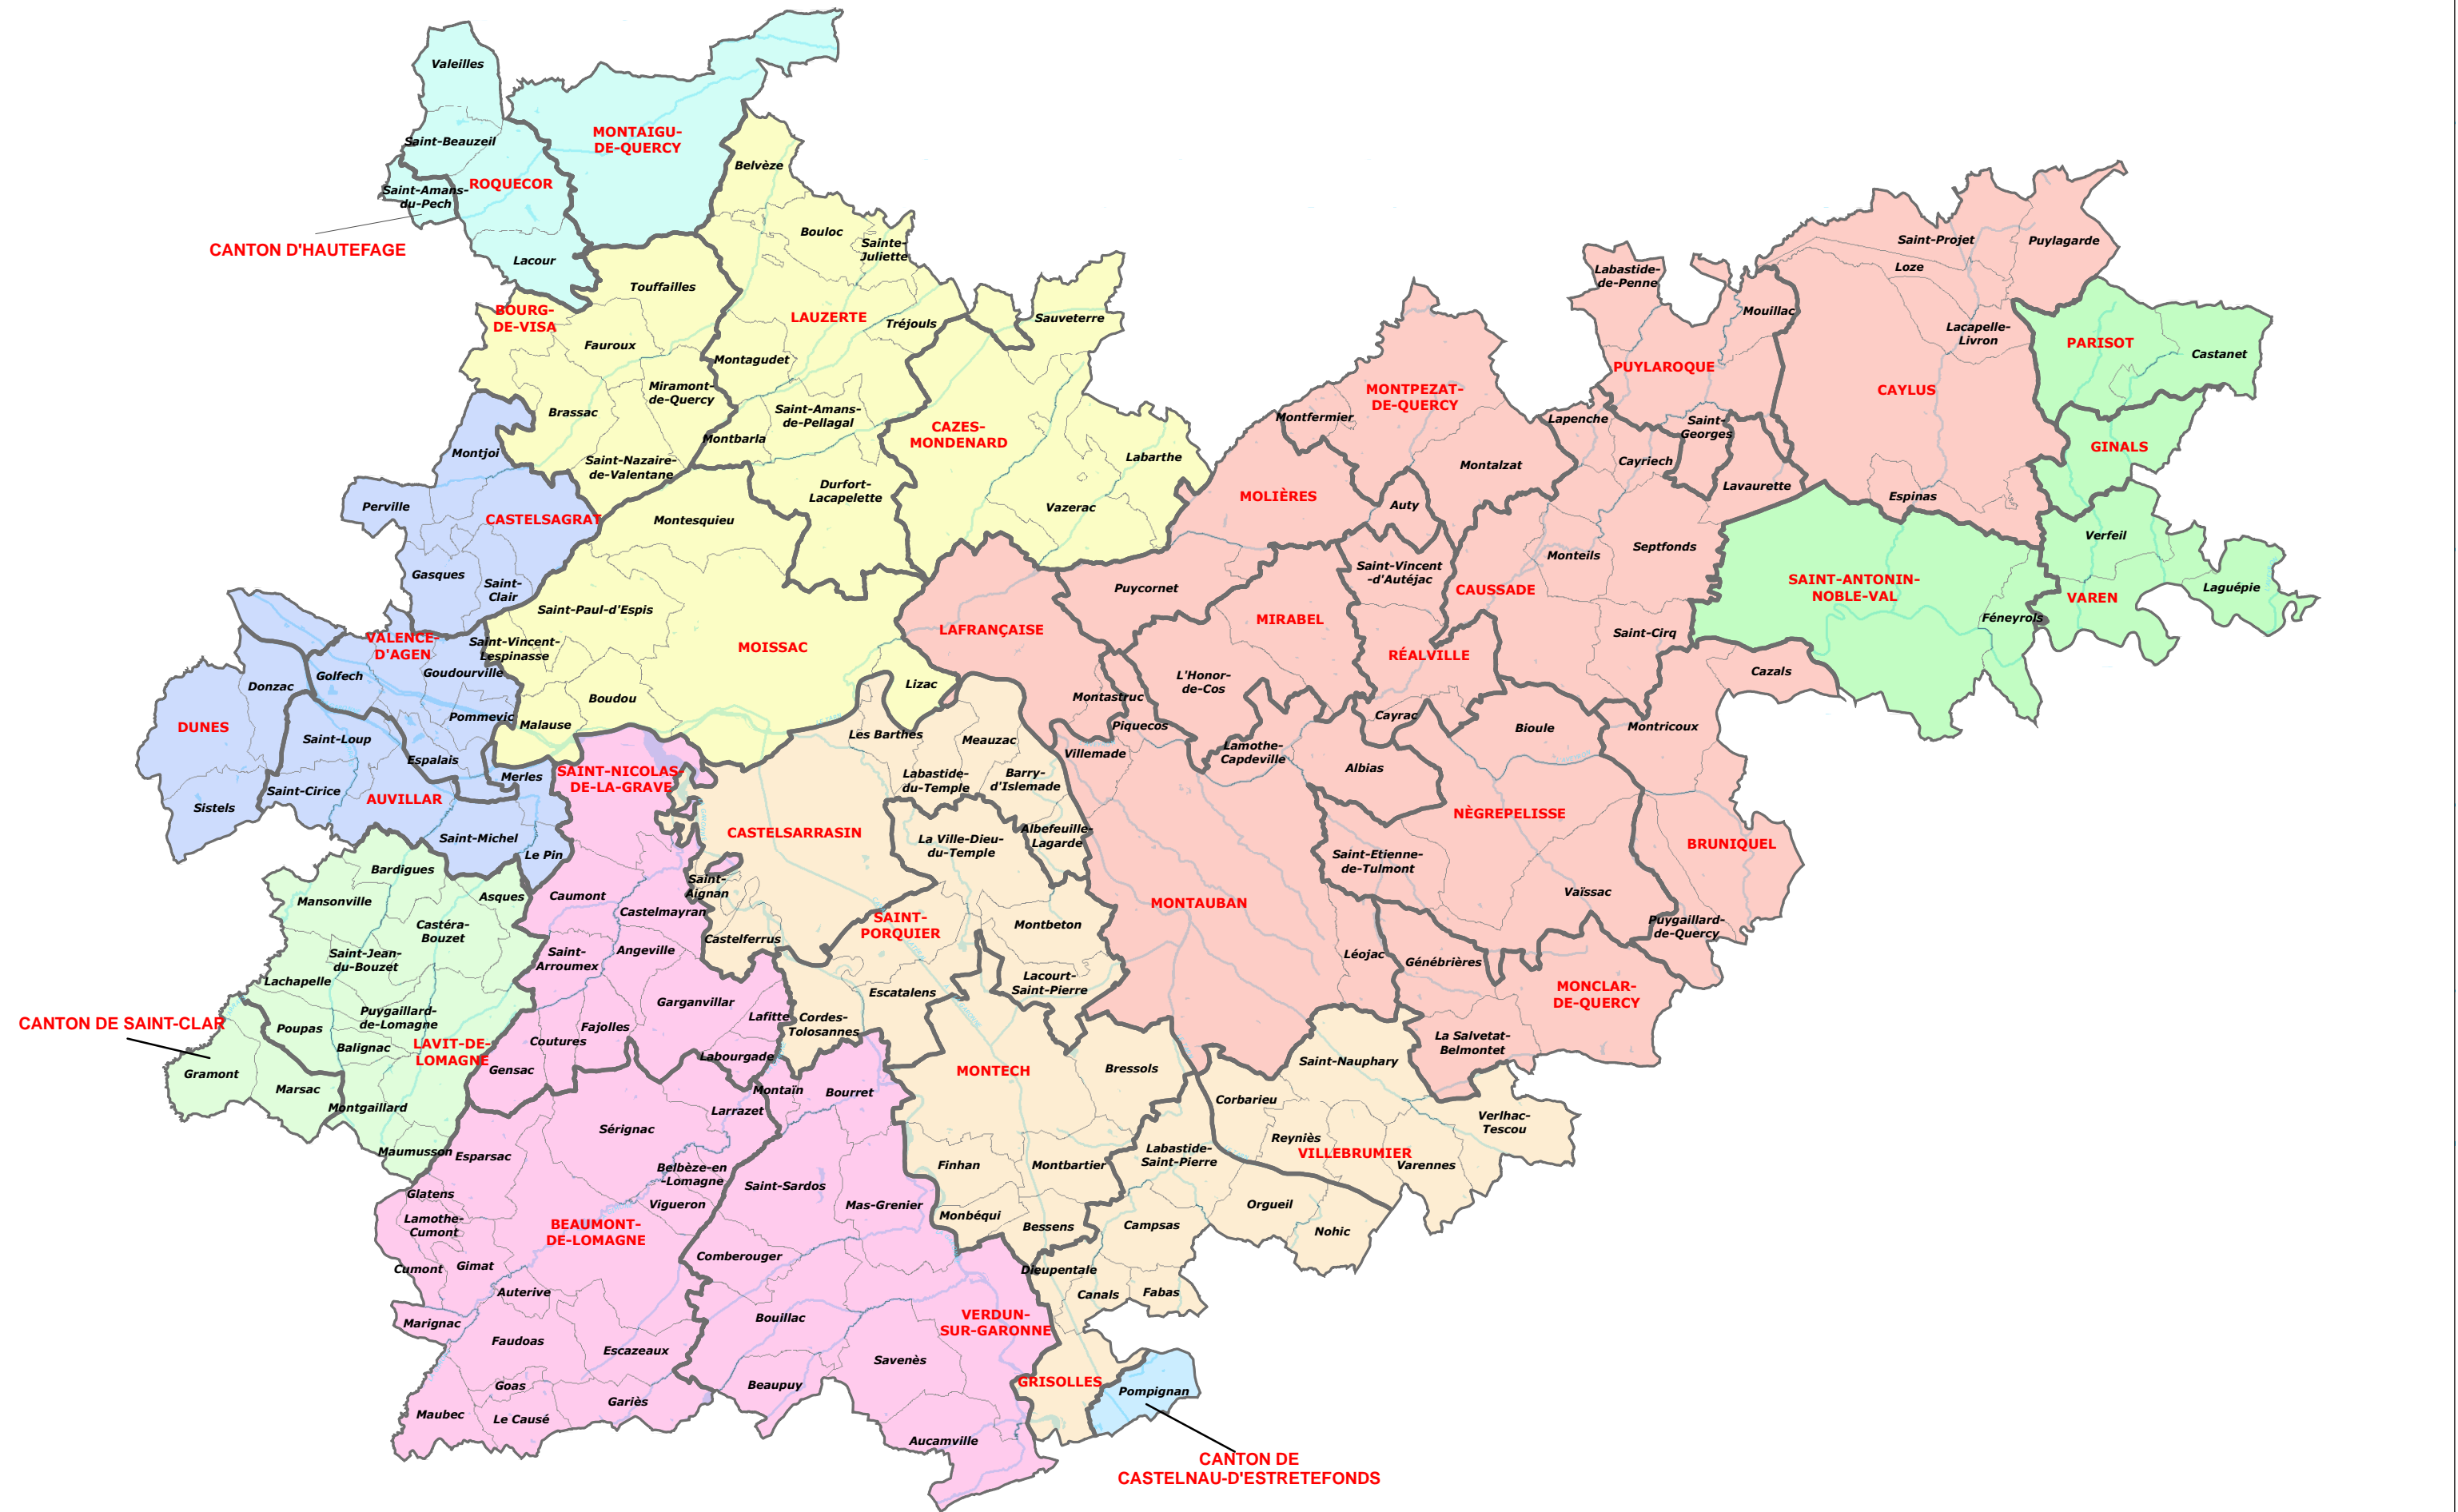 Valeilles
Saint-Beauzeil
Saint-Amans-
du-Pech
ROQUECOR
CANTON D'HAUTEFAGE
Lacour
MONTAIGU-
DE-QUERCY
Belvèze
Bouloc
Sainte-
Juliette
Touffailles
BOURG-
DE-VISA
Fauroux
LAUZERTE
Tréjouls
Sauveterre
Montagudet
Miramont-
de-Quercy
Brassac
Saint-Amans-
de-Pellagal
Montbarla
CAZES-
MONDENARD
Saint-Nazaire-
de-Valentane
Durfort-
Lacapelette
Labarthe
Vazerac
Montjoi
Perville
CASTELSAGRAT
Gasques
Saint-
Clair
Montesquieu
Saint-Paul-d'Espis
Saint-Vincent-
Lespinasse
MOISSAC
Boudou
Malause
Lizac
VALENCE-
D'AGEN
Golfech
Goudourville
Donzac
DUNES
Pommevic
Saint-Loup
Espalais
Merles
Saint-Cirice
AUVILLAR
Sistels
Saint-Michel
Le Pin
Labastide-
de-Penne
Mouillac
PUYLAROQUE
Saint-Projet
Puylagarde
Loze
Lacapelle-
Livron
CAYLUS
PARISOT
Castanet
GINALS
Espinas
Verfeil
VAREN
Laguépie
SAINT-ANTONIN-
NOBLE-VAL
Féneyrols
MONTPEZAT-
DE-QUERCY
Montfermier
Montalzat
Lapenche
Saint-
Georges
Cayriech
Lavaurette
MOLIÈRES
Auty
Monteils
Septfonds
Saint-Vincent
-d'Autéjac
CAUSSADE
Puycornet
MIRABEL
LAFRANÇAISE
RÉALVILLE
Saint-Cirq
Cazals
L'Honor-
de-Cos
Montastruc
Cayrac
Piquecos
Bioule
Montricoux
Villemade
Lamothe-
Capdeville
Albias
NÈGREPELISSE
BRUNIQUEL
Saint-Etienne-
de-Tulmont
Vaïssac
MONTAUBAN
Puygaillard-
de-Quercy
Léojac
Génébrières
MONCLAR-
DE-QUERCY
La Salvetat-
Belmontet
SAINT-NICOLAS-
DE-LA-GRAVE
Les Barthes
Meauzac
Labastide-
du-Temple
Barry-
d'Islemade
CASTELSARRASIN
La Ville-Dieu-
du-Temple
Albefeuille-
Lagarde
Saint-
Aignan
SAINT-
PORQUIER
Montbeton
Castelferrus
Lacourt-
Saint-Pierre
Escatalens
Cordes-
Tolosannes
Bardigues
Asques
Mansonville
Castéra-
Bouzet
Saint-Jean-
du-Bouzet
Lachapelle
Puygaillard-
de-Lomagne
CANTON DE SAINT-CLAR
Poupas
Balignac
LAVIT-DE-
LOMAGNE
Gramont
Marsac
Montgaillard
Maumusson
Caumont
Castelmayran
Saint-
Arroumex
Angeville
Garganvillar
Lafitte
Fajolles
Coutures
Labourgade
Gensac
Montaïn
Bourret
Larrazet
Sérignac
Esparsac
Belbèze-en
-Lomagne
Saint-Sardos
Vigueron
Mas-Grenier
Glatens
Lamothe-
Cumont
BEAUMONT-
DE-LOMAGNE
Comberouger
Cumont
Gimat
Auterive
Marignac
Faudoas
Escazeaux
Bouillac
VERDUN-
SUR-GARONNE
Savenès
Goas
Beaupuy
Gariès
Maubec
Le Causé
Aucamville
MONTECH
Bressols
Saint-Nauphary
Corbarieu
Verlhac-
Tescou
Reyniès
VILLEBRUMIER
Varennes
Labastide-
Saint-Pierre
Finhan
Montbartier
Orgueil
Nohic
Monbéqui
Bessens
Campsas
Dieupentale
Canals
Fabas
GRISOLLES
Pompignan
CANTON DE
CASTELNAU-D'ESTRETEFONDS